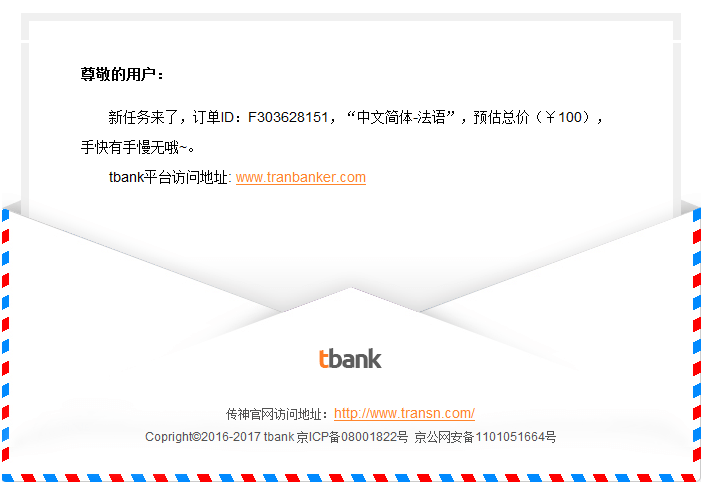 尊敬的用户：
新任务来了，订单ID：F303628151，“中文简体-法语”，预估总价（￥100），
手快有手慢无哦~。
tbank平台访问地址: www.tranbanker.com
tbank
传神官网访问地址：http://www.transn.com/
Copright©2016-2017 tbank 京ICP备08001822号 京公网安备1101051664号